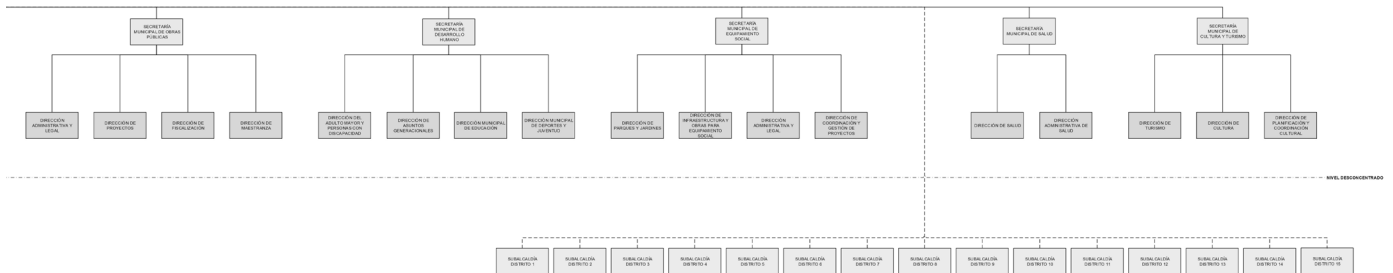 SECRETARÍA
MUNICIPAL DE OBRAS
PÚBLICAS
SECRETARÍA
MUNICIPAL DE
DESARROLLO
HUMANO
SECRETARÍA
MUNICIPAL DE
EQUIPAMIENTO
SOCIAL
SECRETARÍA
MUNICIPAL DE SALUD
SECRETARÍA
MUNICIPAL DE
CULTURA Y TURISMO
DIRECCIÓN
ADMINISTRATIVA Y
LEGAL
DIRECCIÓN DE
PROYECTOS
DIRECCIÓN DE
FISCALIZACIÓN
DIRECCIÓN DE
MAESTRANZA
DIRECCIÓN DEL
ADULTO MAYOR Y
PERSONAS CON
DISCAPACIDAD
DIRECCIÓN DE
ASUNTOS
GENERACIONALES
DIRECCIÓN MUNICIPAL
DE EDUCACIÓN
DIRECCIÓN MUNICIPAL
DE DEPORTES Y
JUVENTUD
DIRECCIÓN DE
PARQUES Y JARDINES
DIRECCIÓN DE
INFRAESTRUCTURA Y
OBRAS PARA
EQUIPAMIENTO
SOCIAL
DIRECCIÓN
ADMINISTRATIVA Y
LEGAL
DIRECCIÓN DE
COORDINACIÓN Y
GESTIÓN DE
PROYECTOS
DIRECCIÓN DE SALUD
DIRECCIÓN
ADMINISTRATIVA DE
SALUD
DIRECCIÓN DE
TURISMO
DIRECCIÓN DE
CULTURA
DIRECCIÓN DE
PLANIFICACIÓN Y
COORDINACIÓN
CULTURAL
NIVEL DESCONCENTRADO
SUBALCALDÍA
DISTRITO 1
SUBALCALDÍA
DISTRITO 2
SUBALCALDÍA
DISTRITO 3
SUBALCALDÍA
DISTRITO 4
SUBALCALDÍA
DISTRITO 5
SUBALCALDÍA
DISTRITO 6
SUBALCALDÍA
DISTRITO 7
SUBALCALDÍA
DISTRITO 8
SUBALCALDÍA
DISTRITO 9
SUBALCALDÍA
DISTRITO 10
SUBALCALDÍA
DISTRITO 11
SUBALCALDÍA
DISTRITO 12
SUBALCALDÍA
DISTRITO 13
SUBALCALDÍA
DISTRITO 14
SUBALCALDÍA
DISTRITO 15